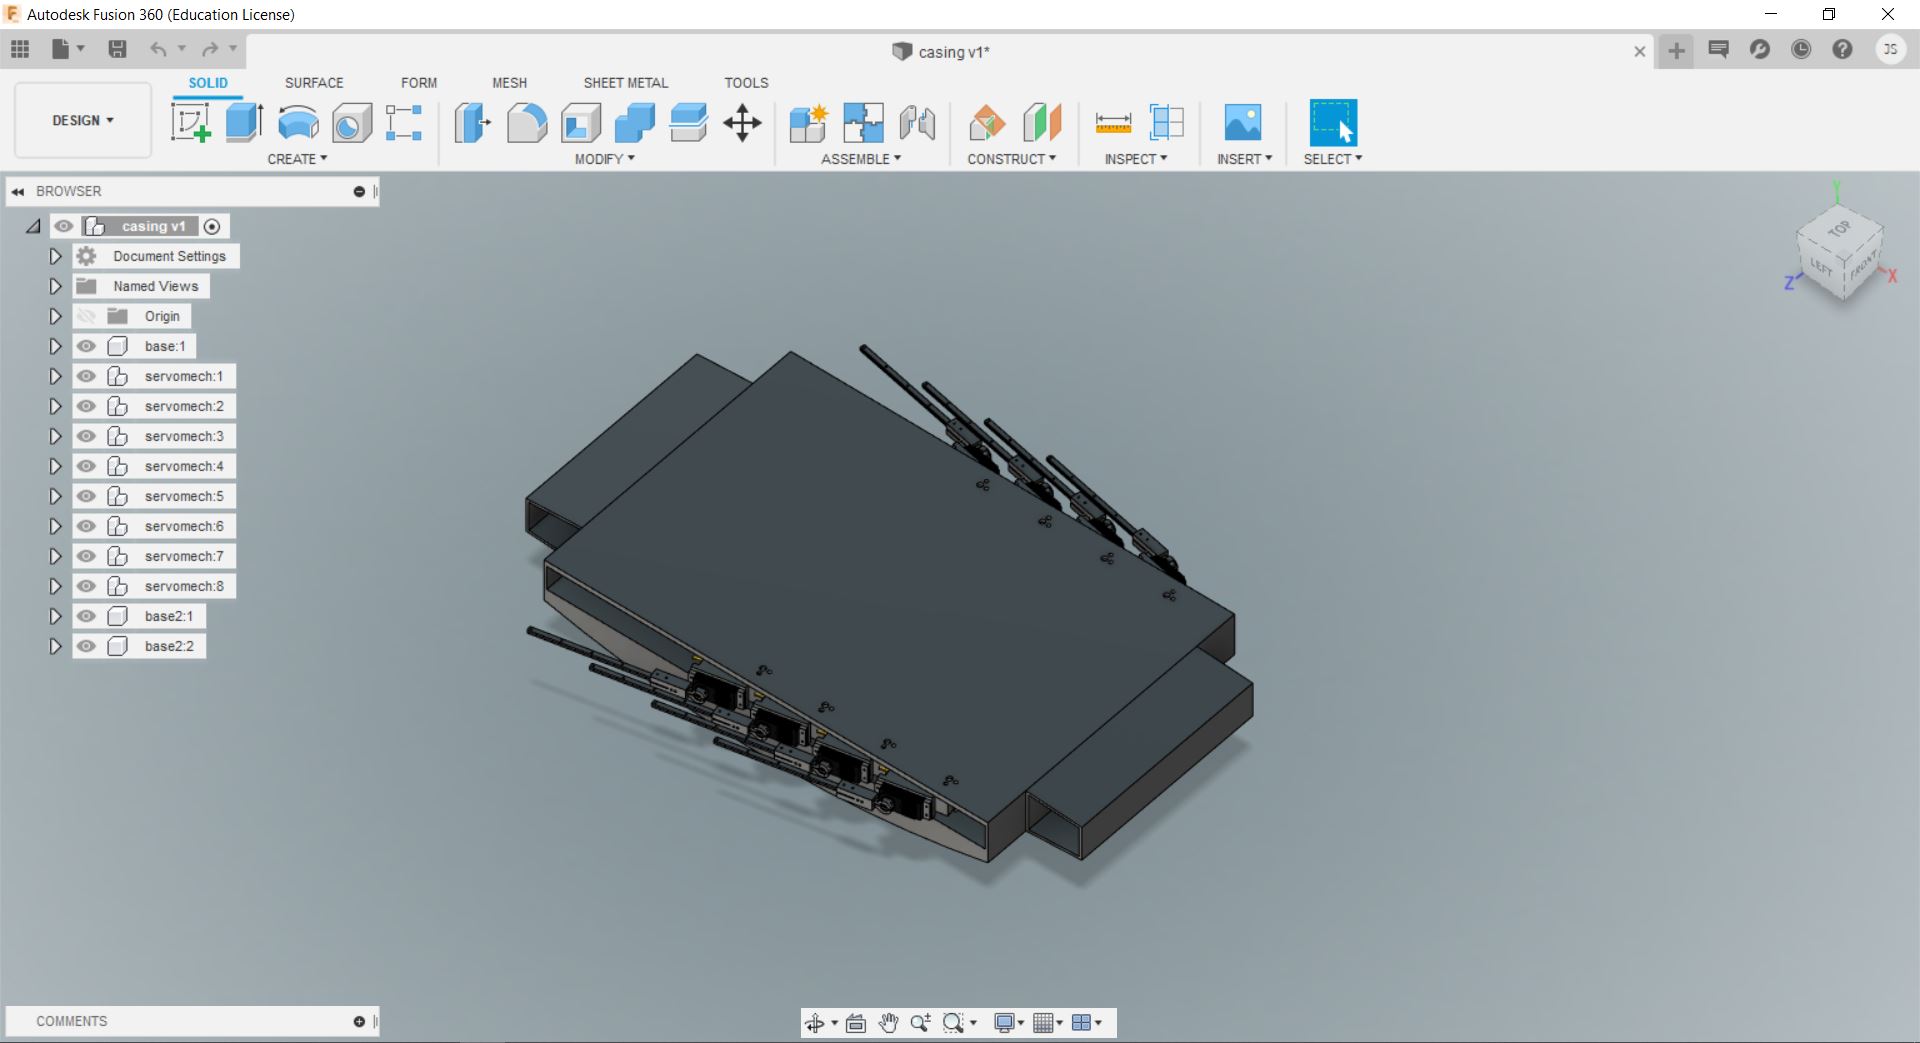 Autodesk Fusion 360 (Education License)
casing v1*
JS
DESIGN
SOLID SURFACE FORM MESH SHEET METAL TOOLS
CREATE MODIFY ASSEMBLE CONSTRUCT INSPECT INSERT SELECT
BROWSER
casing v1
Document Settings
Named Views
Origin
base:1
servomech:1
servomech:2
servomech:3
servomech:4
servomech:5
servomech:6
servomech:7
servomech:8
base2:1
base2:2
Y
TOP
LEFT FRONT
Z X
COMMENTS